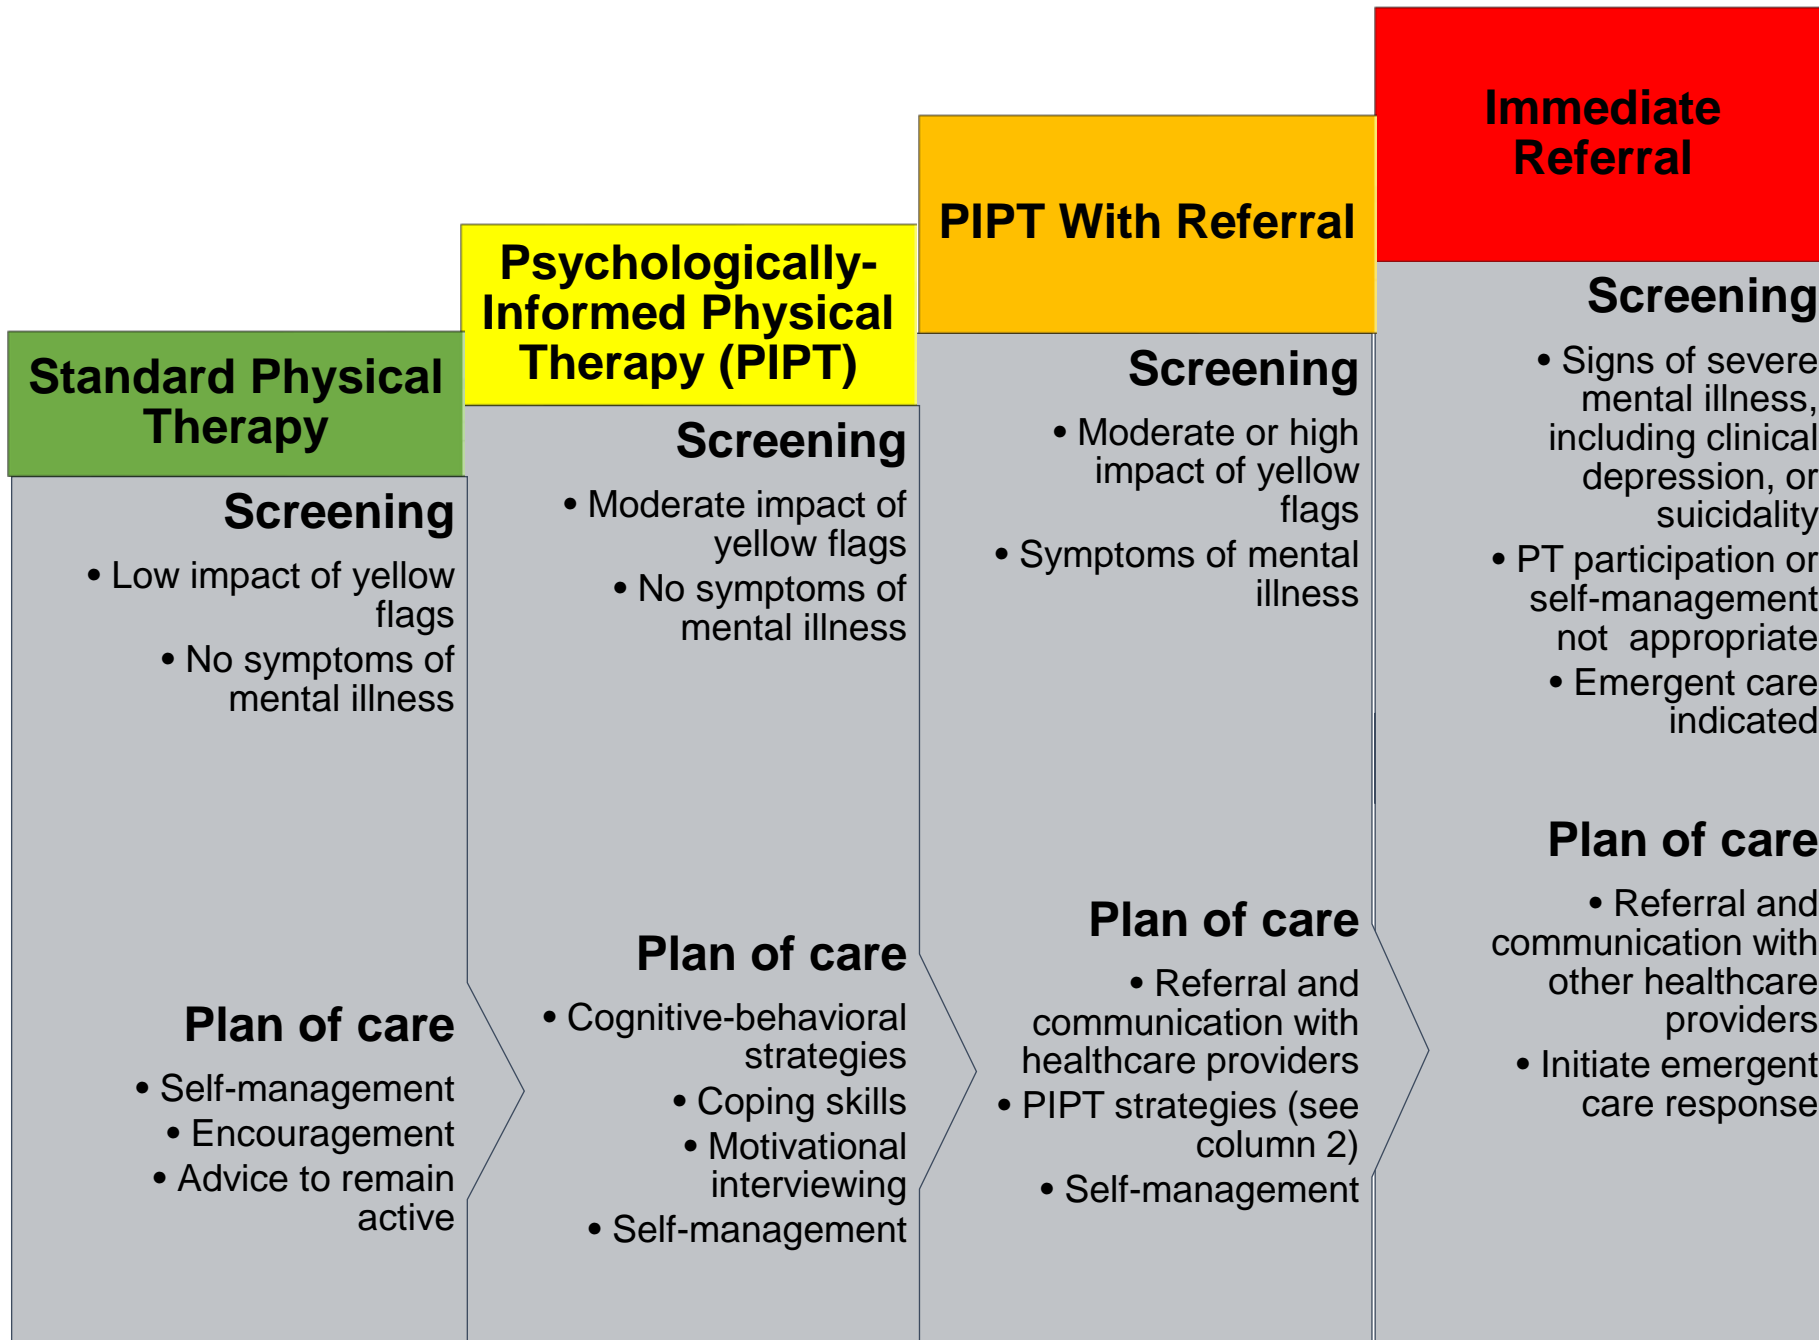 Standard Physical
Therapy
Screening
• Low impact of yellow
flags
• No symptoms of
mental illness
Plan of care
• Self-management
• Encouragement
• Advice to remain
active
Psychologically-
Informed Physical
Therapy (PIPT)
Screening
• Moderate impact of
yellow flags
• No symptoms of
mental illness
Plan of care
• Cognitive-behavioral
strategies
• Coping skills
• Motivational
interviewing
• Self-management
PIPT With Referral
Screening
• Moderate or high
impact of yellow
flags
• Symptoms of mental
illness
Plan of care
• Referral and
communication with
healthcare providers
• PIPT strategies (see
column 2)
• Self-management
Immediate
Referral
Screening
• Signs of severe
mental illness,
including clinical
depression, or
suicidality
• PT participation or
self-management
not appropriate
• Emergent care
indicated
Plan of care
• Referral and
communication with
other healthcare
providers
• Initiate emergent
care response